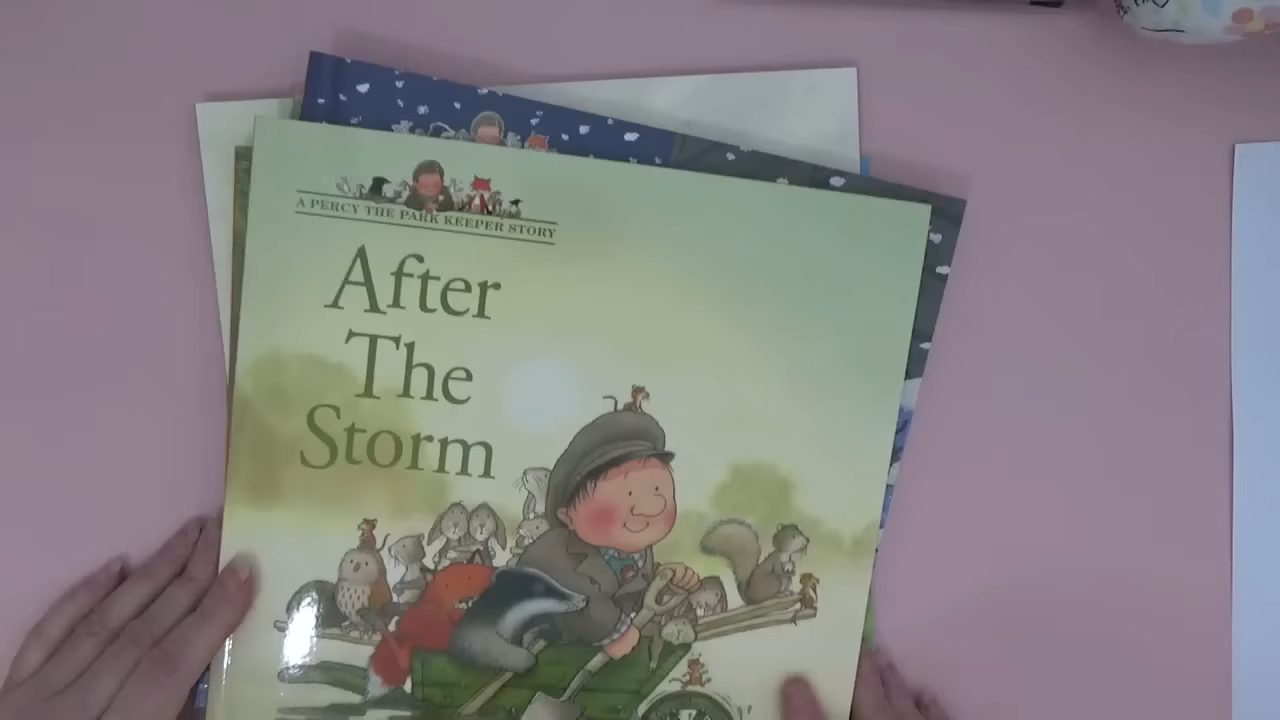 A PERCY THE PARK KEEPER STORY
After
The
Storm